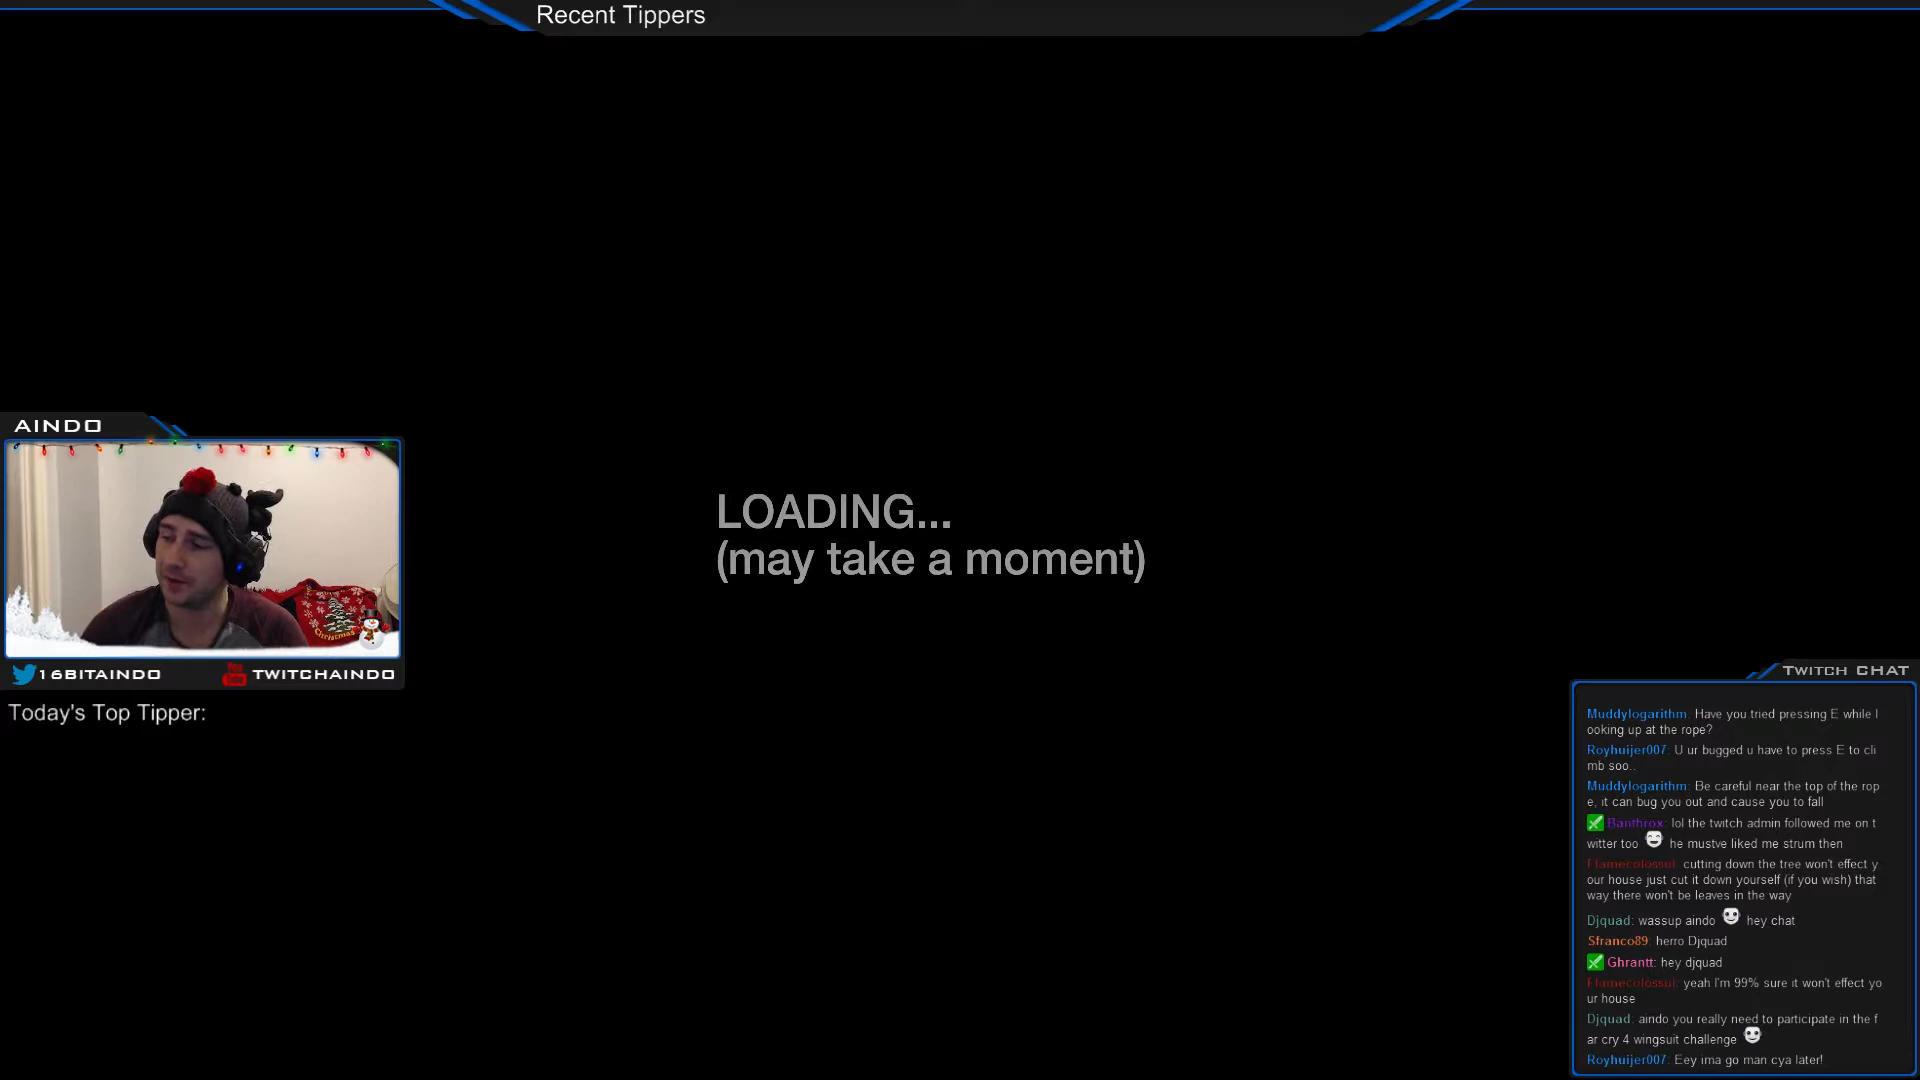 Recent Tippers
AINDO
Christmas
16BITAINDO
You Tube TWITCHAINDO
Today's Top Tipper:
LOADING...
(may take a moment)
TWITCH CHAT
Muddylogarithm: Have you tried pressing E while l
ooking up at the rope?
Royhuijer007: U ur bugged u have to press E to cli
mb soo..
Muddylogarithm: Be careful near the top of the rop
e, it can bug you out and cause you to fall
Banthrox: lol the twitch admin followed me on t
witter too he mustve liked me strum then
Flamecolossul: cutting down the tree won't effect y
our house just cut it down yourself (if you wish) that
way there won't be leaves in the way
Djquad: wassup aindo hey chat
Sfranco89: herro Djquad
Ghrantt: hey djquad
Flamecolossul: yeah I'm 99% sure it won't effect yo
ur house
Djquad: aindo you really need to participate in the f
ar cry 4 wingsuit challenge
Royhuijer007: Eey ima go man cya later!